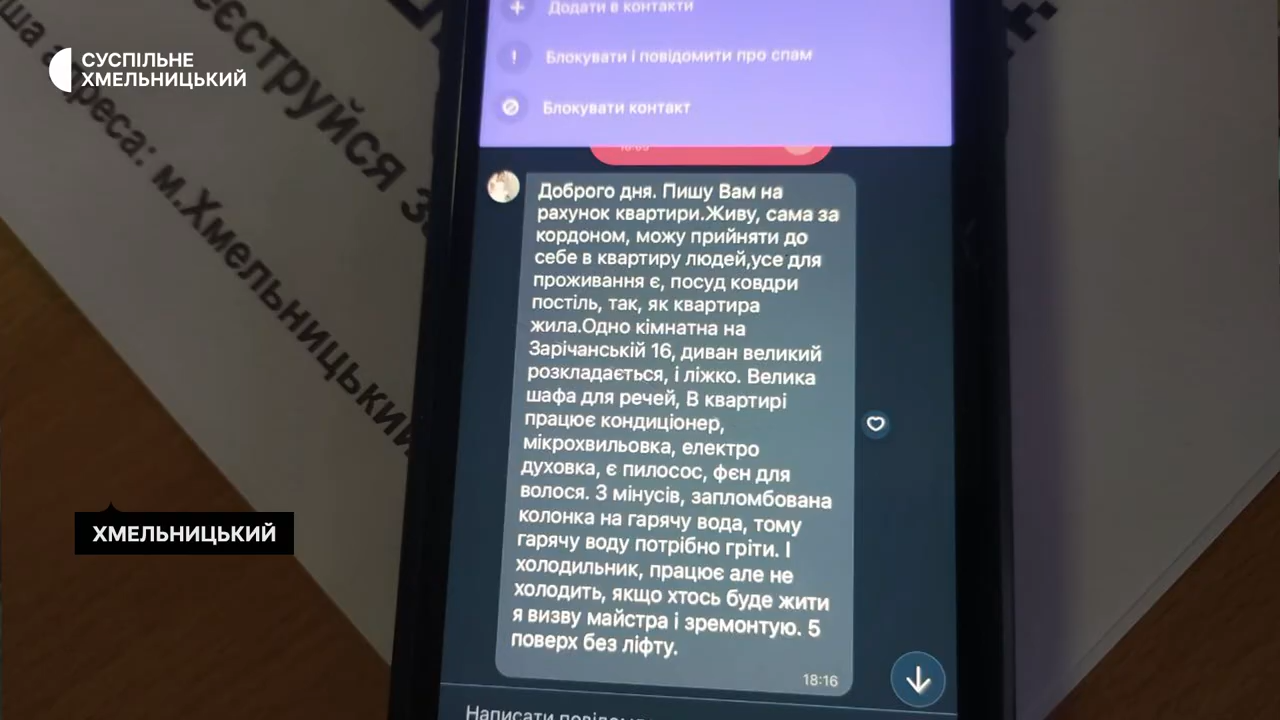 СУСПІЛЬНЕ
ХМЕЛЬНИЦЬКИЙ
Додати в контакти
Блокувати і повідомити про спам
Блокувати контакт
Доброго дня. Пишу Вам на
рахунок квартири.Живу, сама за
кордоном, можу прийняти до
себе в квартиру людей,усе для
проживання є, посуд ковдри
постіль, так, як квартира
жила.Одно кімнатна на
Зарічанській 16, диван великий
розкладається, і ліжко. Велика
шафа для речей, В квартирі
працює кондиціонер,
мікрохвильовка, електро
духовка, є пилосос, фєн для
волося. З мінусів, запломбована
колонка на гарячу вода, тому
гарячу воду потрібно гріти. І
холодильник, працює але не
холодить, якщо хтось буде жити
я визву майстра і зремонтую. 5
поверх без ліфту.
18:16
Написати
м.Хмельницький
ХМЕЛЬНИЦЬКИЙ